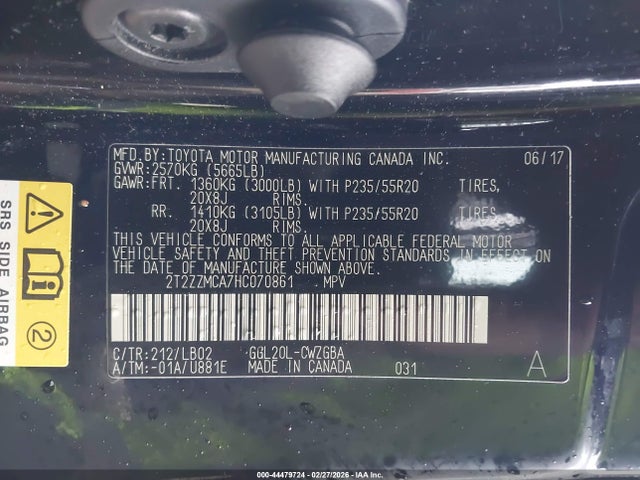 MFD.BY:TOYOTA MOTOR MANUFACTURING CANADA INC. 06/17
GVWR:2570KG (5665LB)
GAWR:FRT. 1360KG (3000LB) WITH P235/55R20 TIRES,
20X8J RIMS.
RR. 1410KG (3105LB) WITH P235/55R20 TIRES,
20X8J RIMS.
THIS VEHICLE CONFORMS TO ALL APPLICABLE FEDERAL MOTOR
VEHICLE SAFETY AND THEFT PREVENTION STANDARDS IN EFFECT ON
THE DATE OF MANUFACTURE SHOWN ABOVE.
2T2ZZMCA7HC070861 MPV
C/TR:212/LB02 GGL20L-CWZGBA
A/TM:-01A/U881E MADE IN CANADA 031 A
SRS SIDE AIRBAG
2
000-44479724 - 02/27/2026 - IAA Inc.